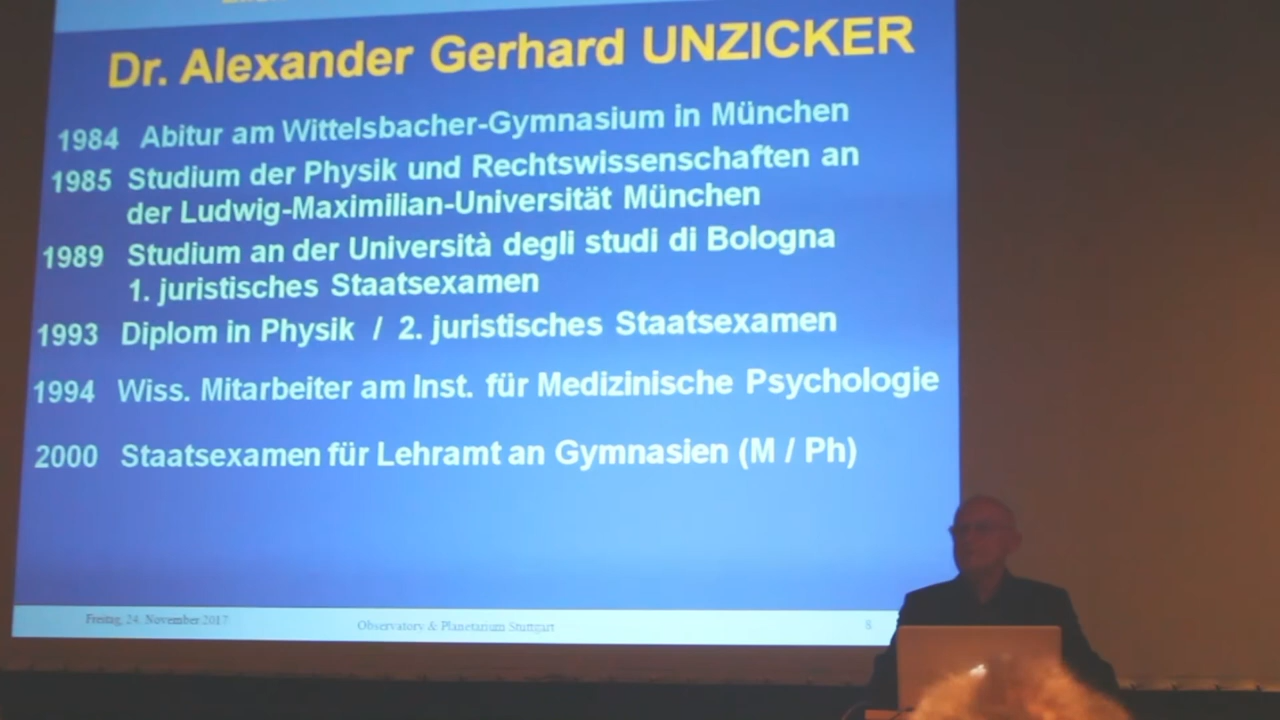 Dr. Alexander Gerhard UNZICKER
1984 Abitur am Wittelsbacher-Gymnasium in München
1985 Studium der Physik und Rechtswissenschaften an
der Ludwig-Maximilian-Universität München
1989 Studium an der Università degli studi di Bologna
1. juristisches Staatsexamen
1993 Diplom in Physik / 2. juristisches Staatsexamen
1994 Wiss. Mitarbeiter am Inst. für Medizinische Psychologie
2000 Staatsexamen für Lehramt an Gymnasien (M / Ph)
Freitag, 24. November 2017 Observatory & Planetarium Stuttgart 8